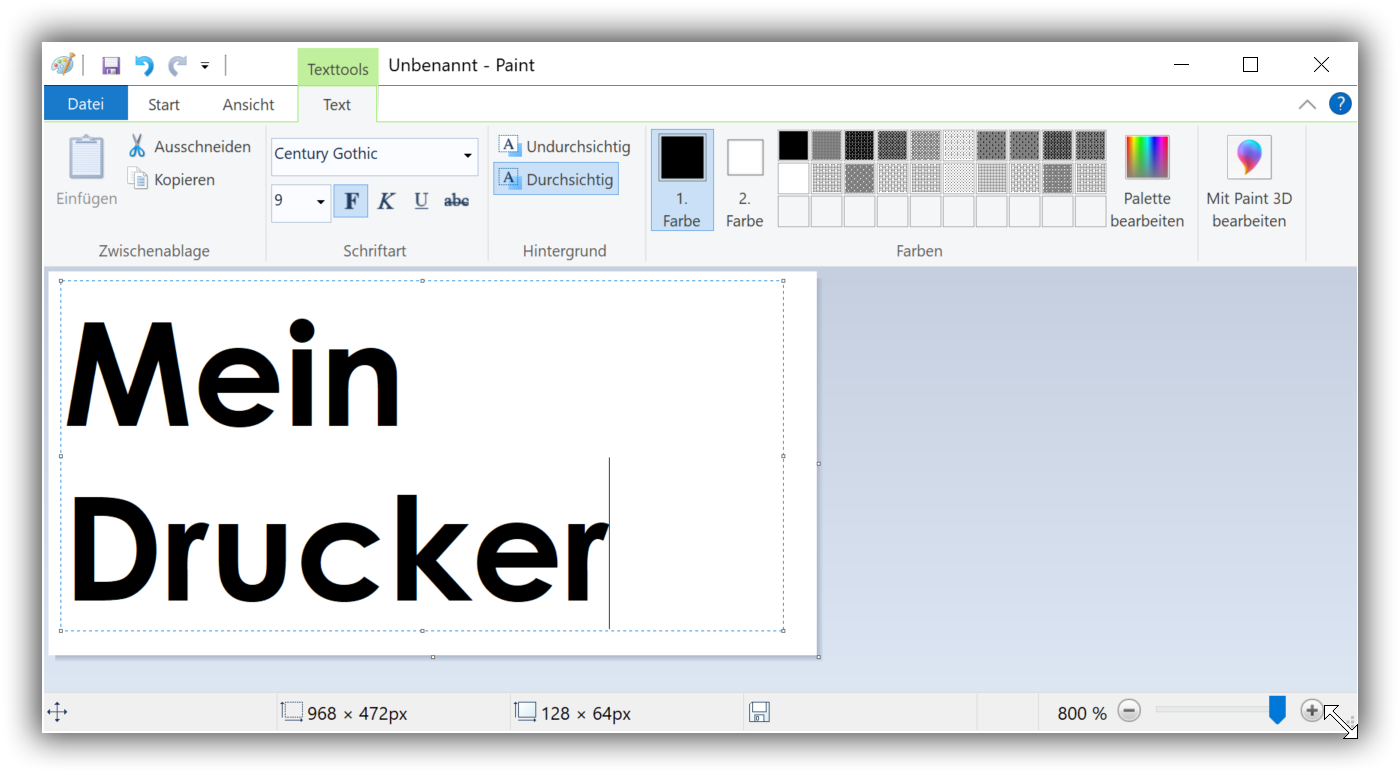 Texttools Unbenannt - Paint
Datei Start Ansicht Text ?
Einfügen
Ausschneiden
Kopieren
Zwischenablage
Century Gothic
9 F K U abc
Schriftart
A Undurchsichtig
A Durchsichtig
Hintergrund
1.
Farbe
2.
Farbe
Farben
Palette
bearbeiten
Mit Paint 3D
bearbeiten
Mein
Drucker
968 × 472px 128 × 64px 800 %